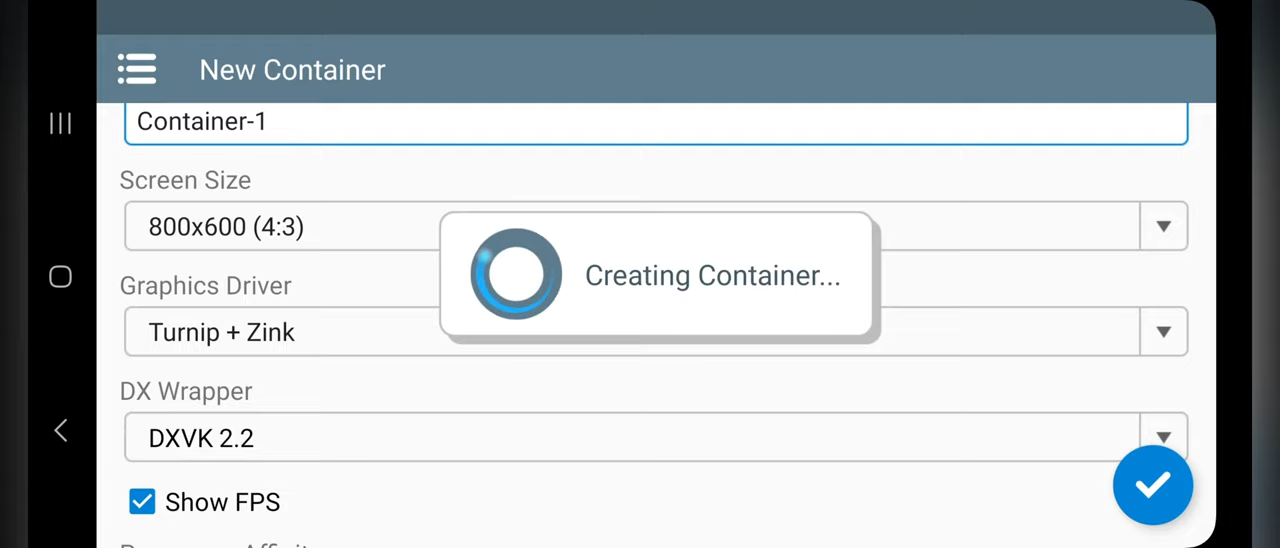 New Container
Container-1
Screen Size
800x600 (4:3)
Creating Container...
Graphics Driver
Turnip + Zink
DX Wrapper
DXVK 2.2
Show FPS